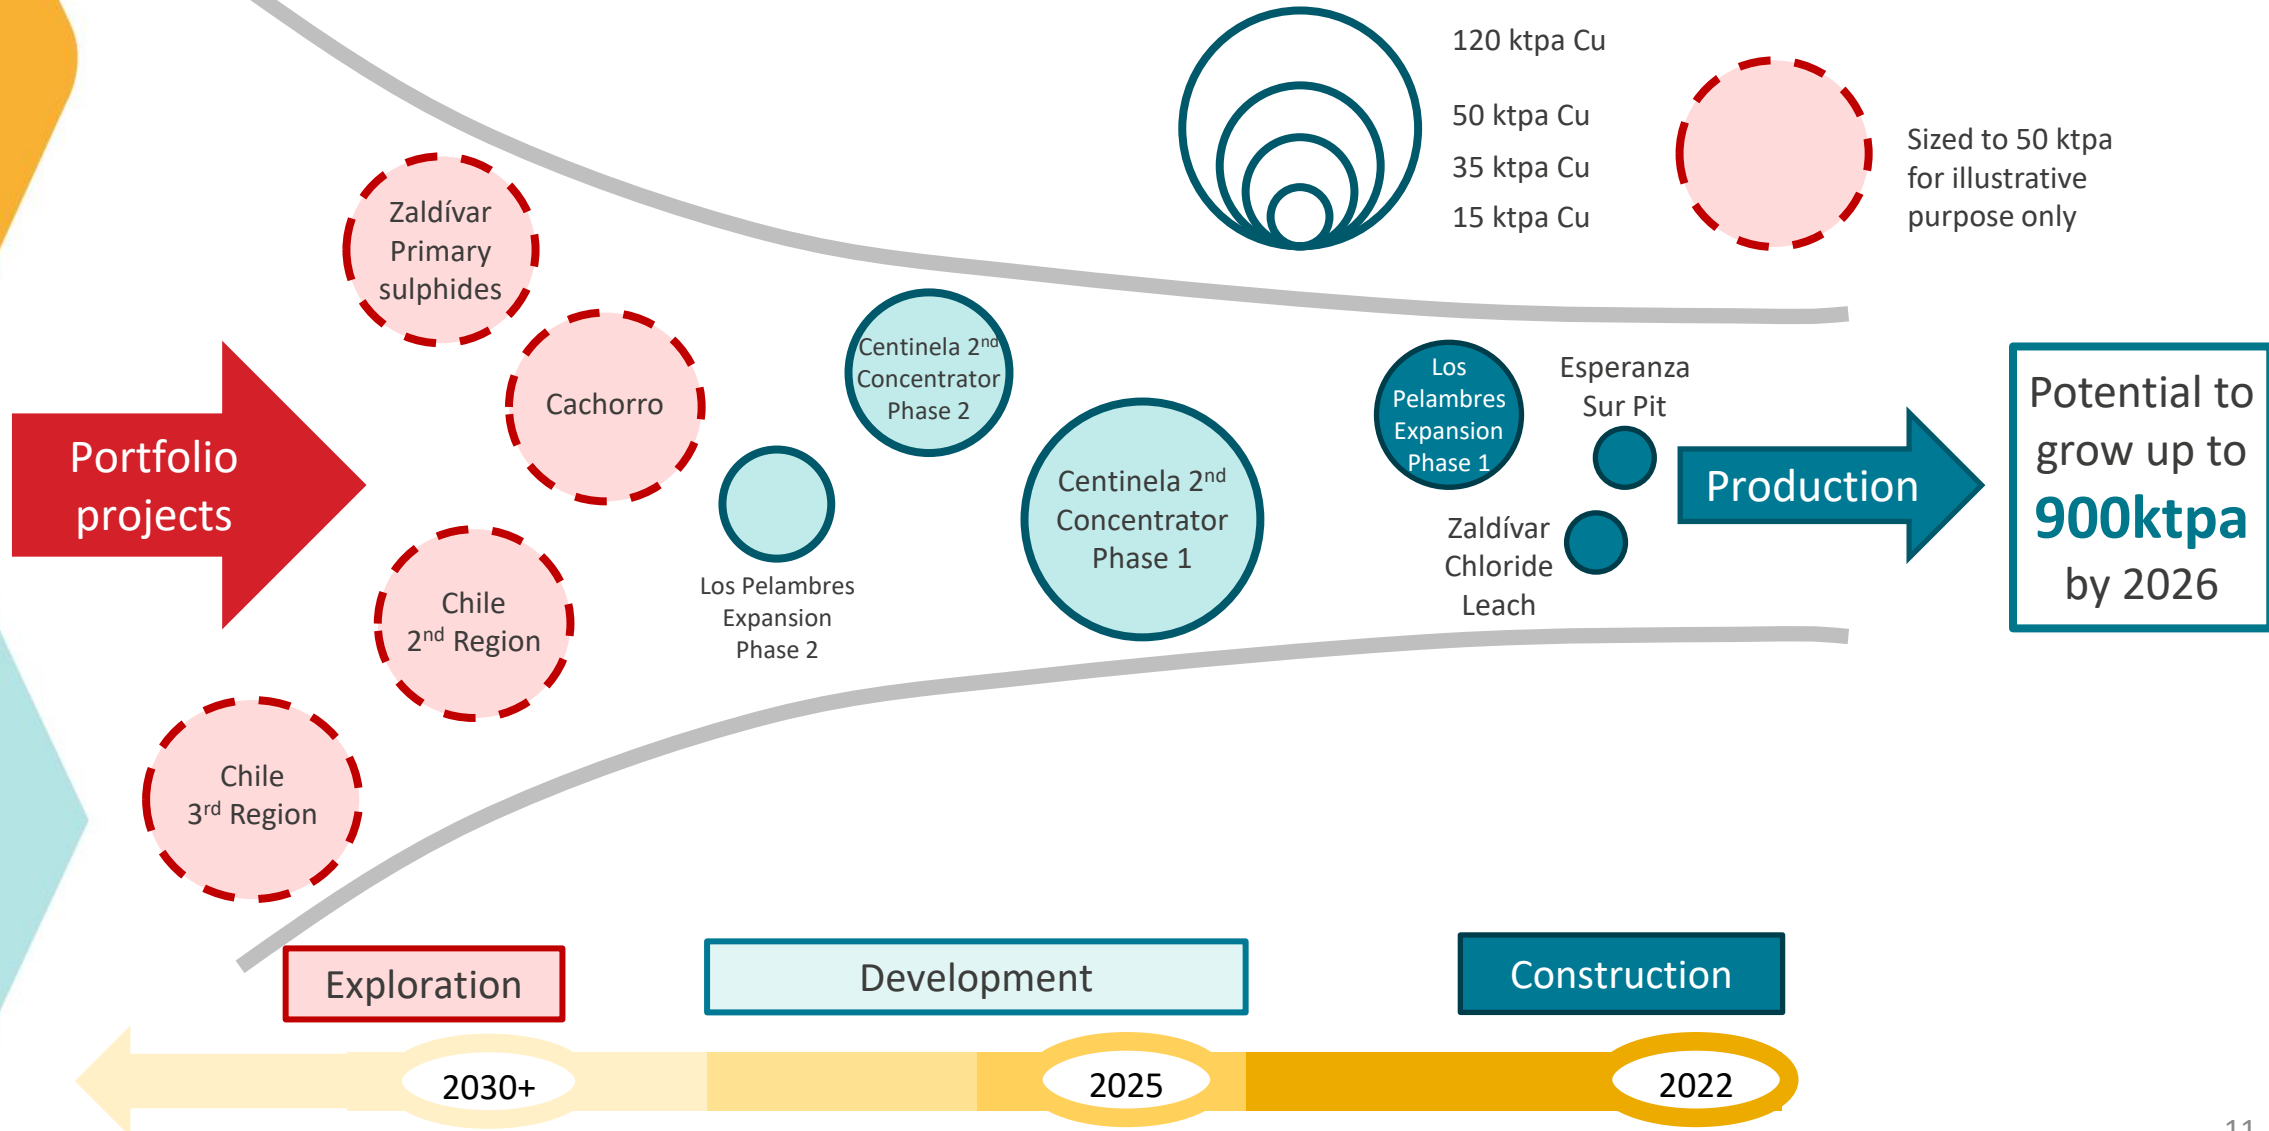 120 ktpa Cu
50 ktpa Cu
35 ktpa Cu
15 ktpa Cu
Sized to 50 ktpa
for illustrative
purpose only
Zaldívar
Primary
sulphides
Cachorro
Centinela 2nd
Concentrator
Phase 2
Los
Pelambres
Expansion
Phase 1
Esperanza
Sur Pit
Portfolio
projects
Centinela 2nd
Concentrator
Phase 1
Production
Potential to
grow up to
900ktpa
by 2026
Zaldívar
Chloride
Leach
Los Pelambres
Expansion
Phase 2
Chile
2nd Region
Chile
3rd Region
Exploration
Development
Construction
2030+
2025
2022
11